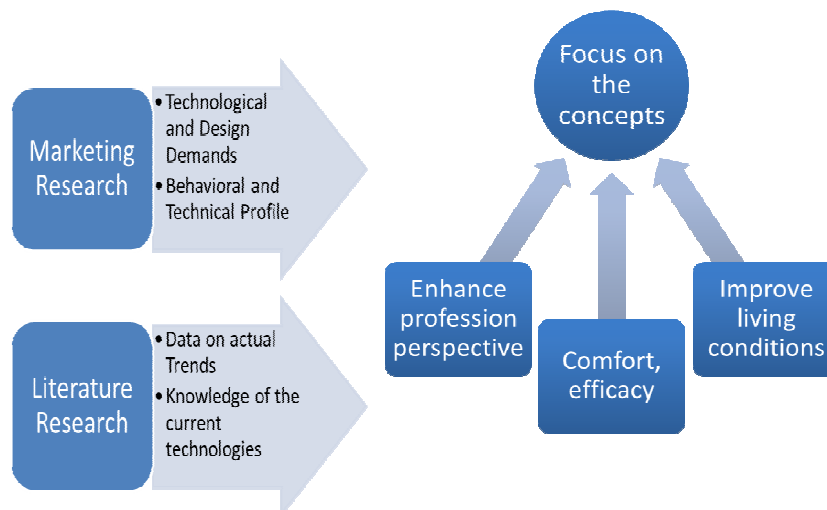 Marketing
Research
• Technological
and Design
Demands
• Behavioral and
Technical Profile
Literature
Research
• Data on actual
Trends
• Knowledge of the
current
technologies
Focus on
the
concepts
Enhance
profession
perspective
Comfort,
efficacy
Improve
living
conditions